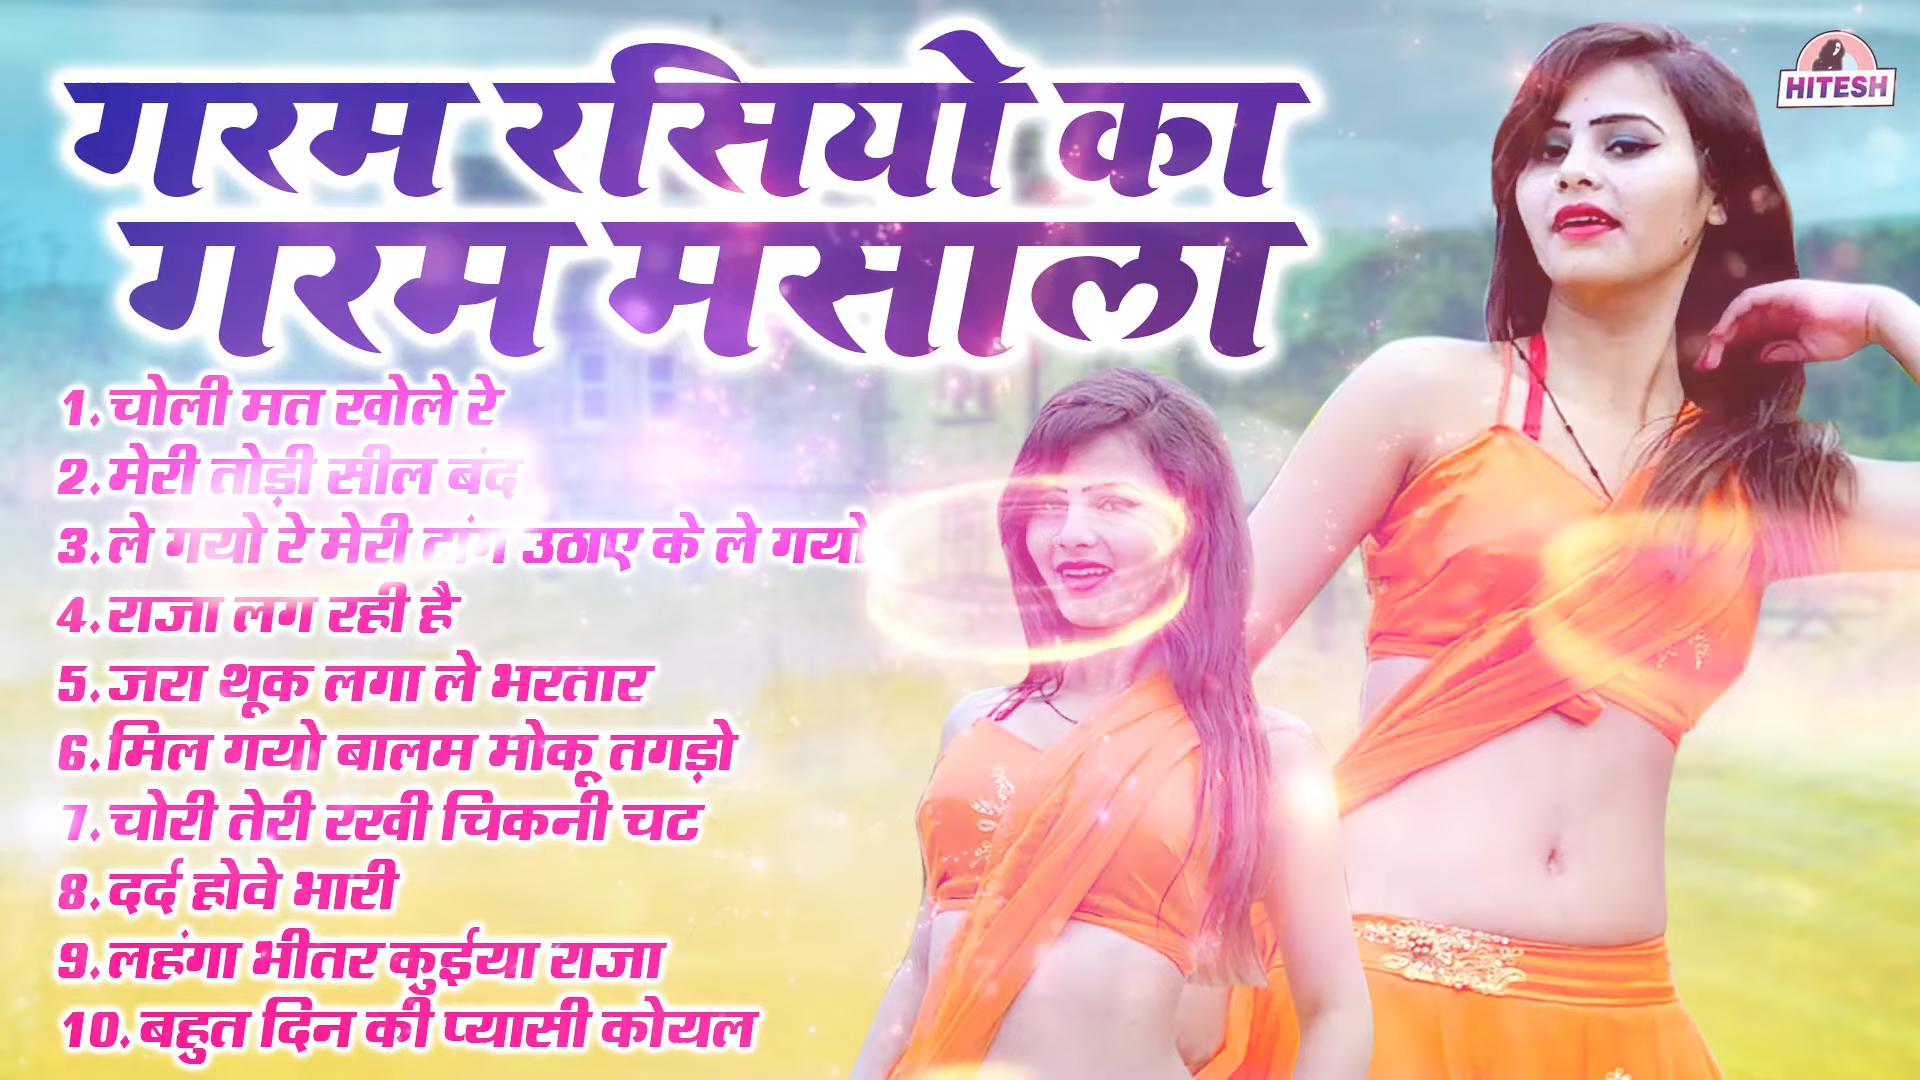 गरम रसियो का
गरम मसाला
HITESH
1. चोली मत खोले रे
2. मेरी तोड़ी सील बंद
3. ले गयो रे मेरी टांग उठाए के ले गयो
4. राजा लग रही है
5. जरा थूक लगा ले भरतार
6. मिल गयो बालम मोकू तगड़ो
7. चोरी तेरी रखी चिकनी चट
8. दर्द होवे भारी
9. लहंगा भीतर कुईया राजा
10. बहुत दिन की प्यासी कोयल